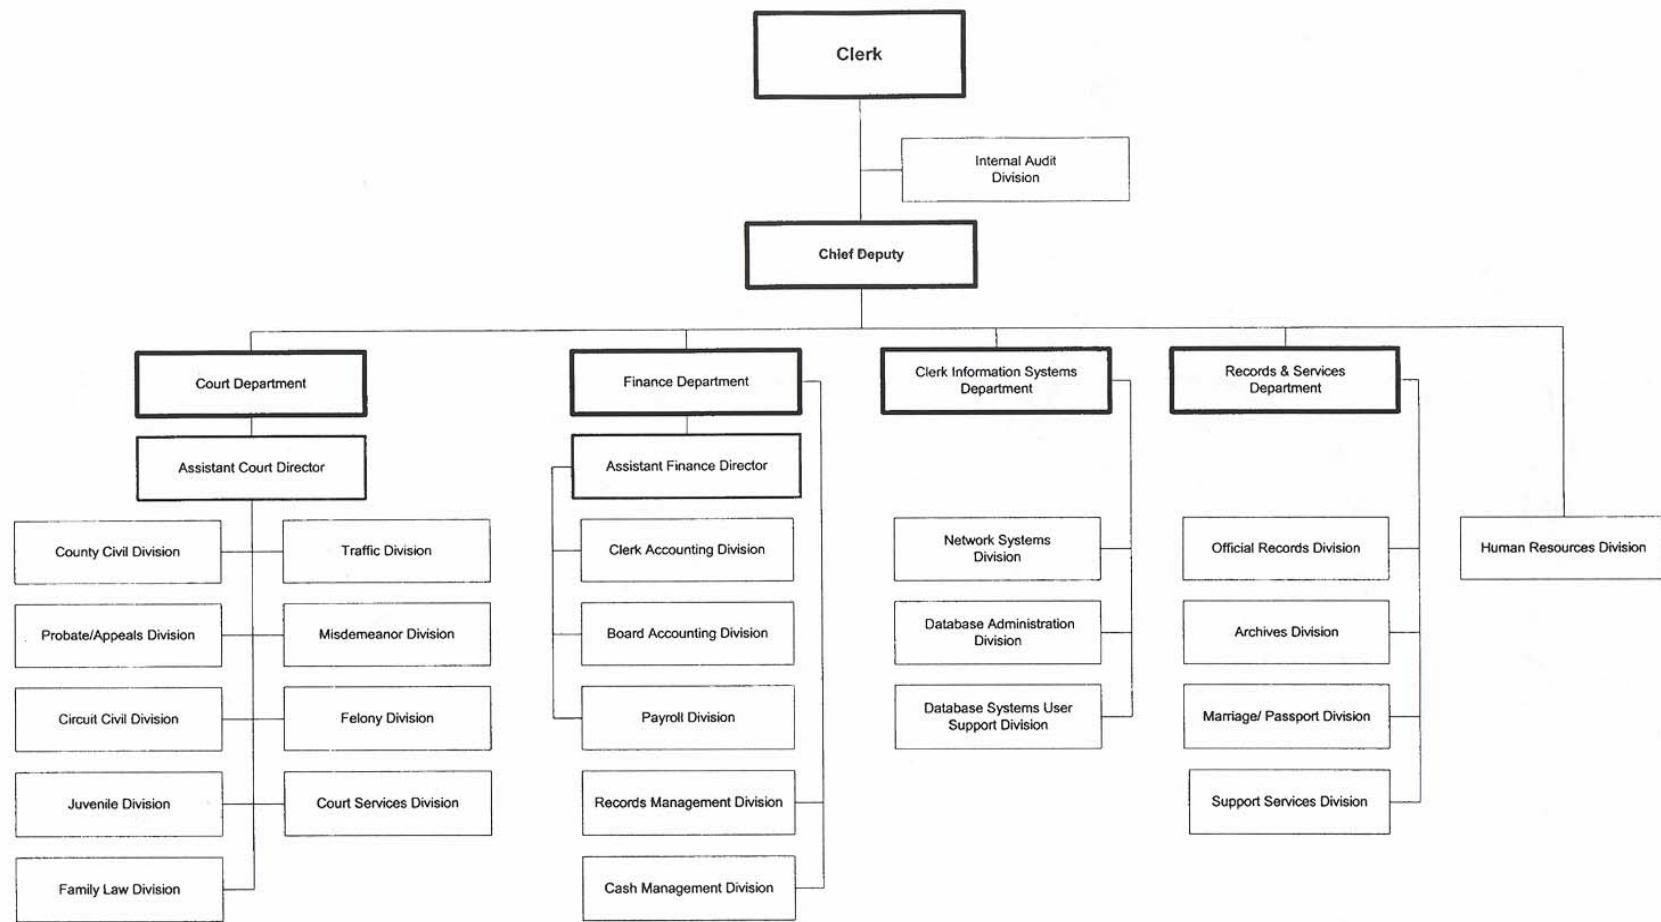 Clerk
Internal Audit
Division
Chief Deputy
Court Department
Finance Department
Clerk Information Systems
Department
Records & Services
Department
Assistant Court Director
Assistant Finance Director
County Civil Division
Traffic Division
Clerk Accounting Division
Network Systems
Division
Official Records Division
Human Resources Division
Probate/Appeals Division
Misdemeanor Division
Board Accounting Division
Database Administration
Division
Archives Division
Circuit Civil Division
Felony Division
Payroll Division
Database Systems User
Support Division
Marriage/ Passport Division
Juvenile Division
Court Services Division
Records Management Division
Support Services Division
Family Law Division
Cash Management Division